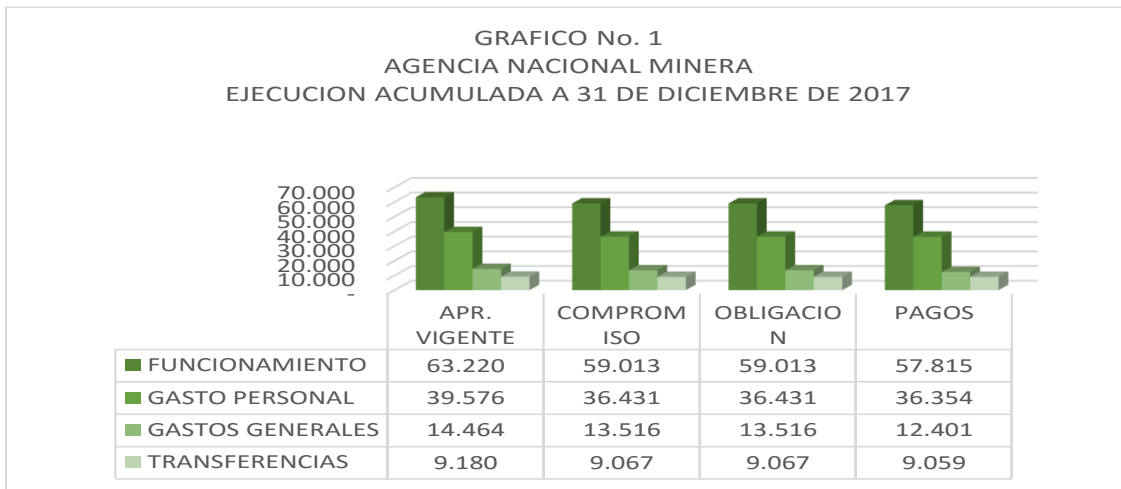 GRAFICO No. 1
AGENCIA NACIONAL MINERA
EJECUCION ACUMULADA A 31 DE DICIEMBRE DE 2017
70.000
60.000
50.000
40.000
30.000
20.000
10.000
-
APR. VIGENTE COMPROM ISO OBLIGACIO N PAGOS
FUNCIONAMIENTO 63.220 59.013 59.013 57.815
GASTO PERSONAL 39.576 36.431 36.431 36.354
GASTOS GENERALES 14.464 13.516 13.516 12.401
TRANSFERENCIAS 9.180 9.067 9.067 9.059